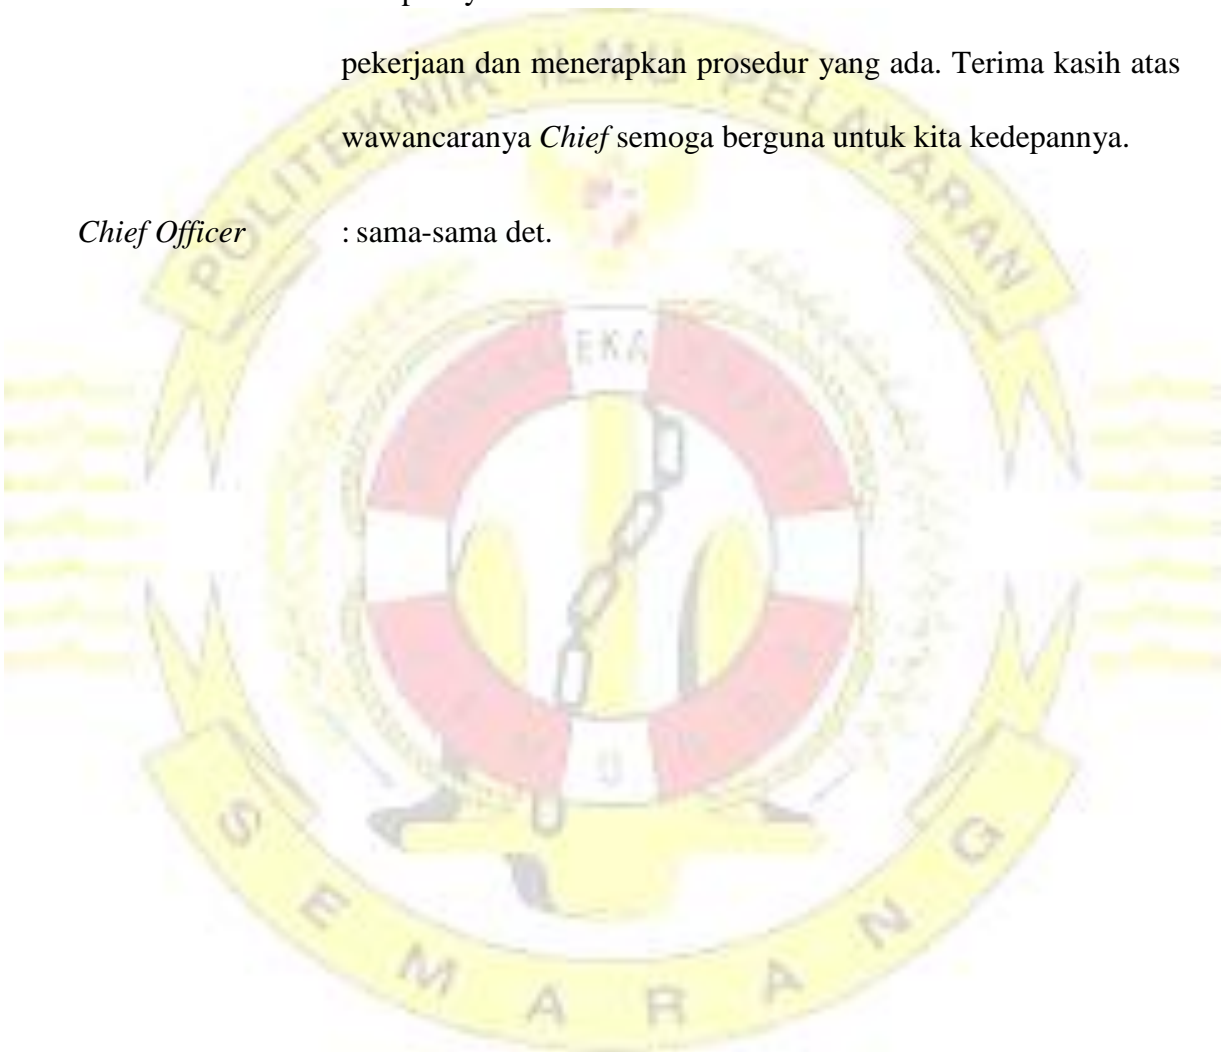 pekerjaan dan menerapkan prosedur yang ada. Terima kasih atas
wawancaranya Chief semoga berguna untuk kita kedepannya.
Chief Officer : sama-sama det.
POLITEKNIK ILMU PELAYARAN
EKA
U
SEMARANG